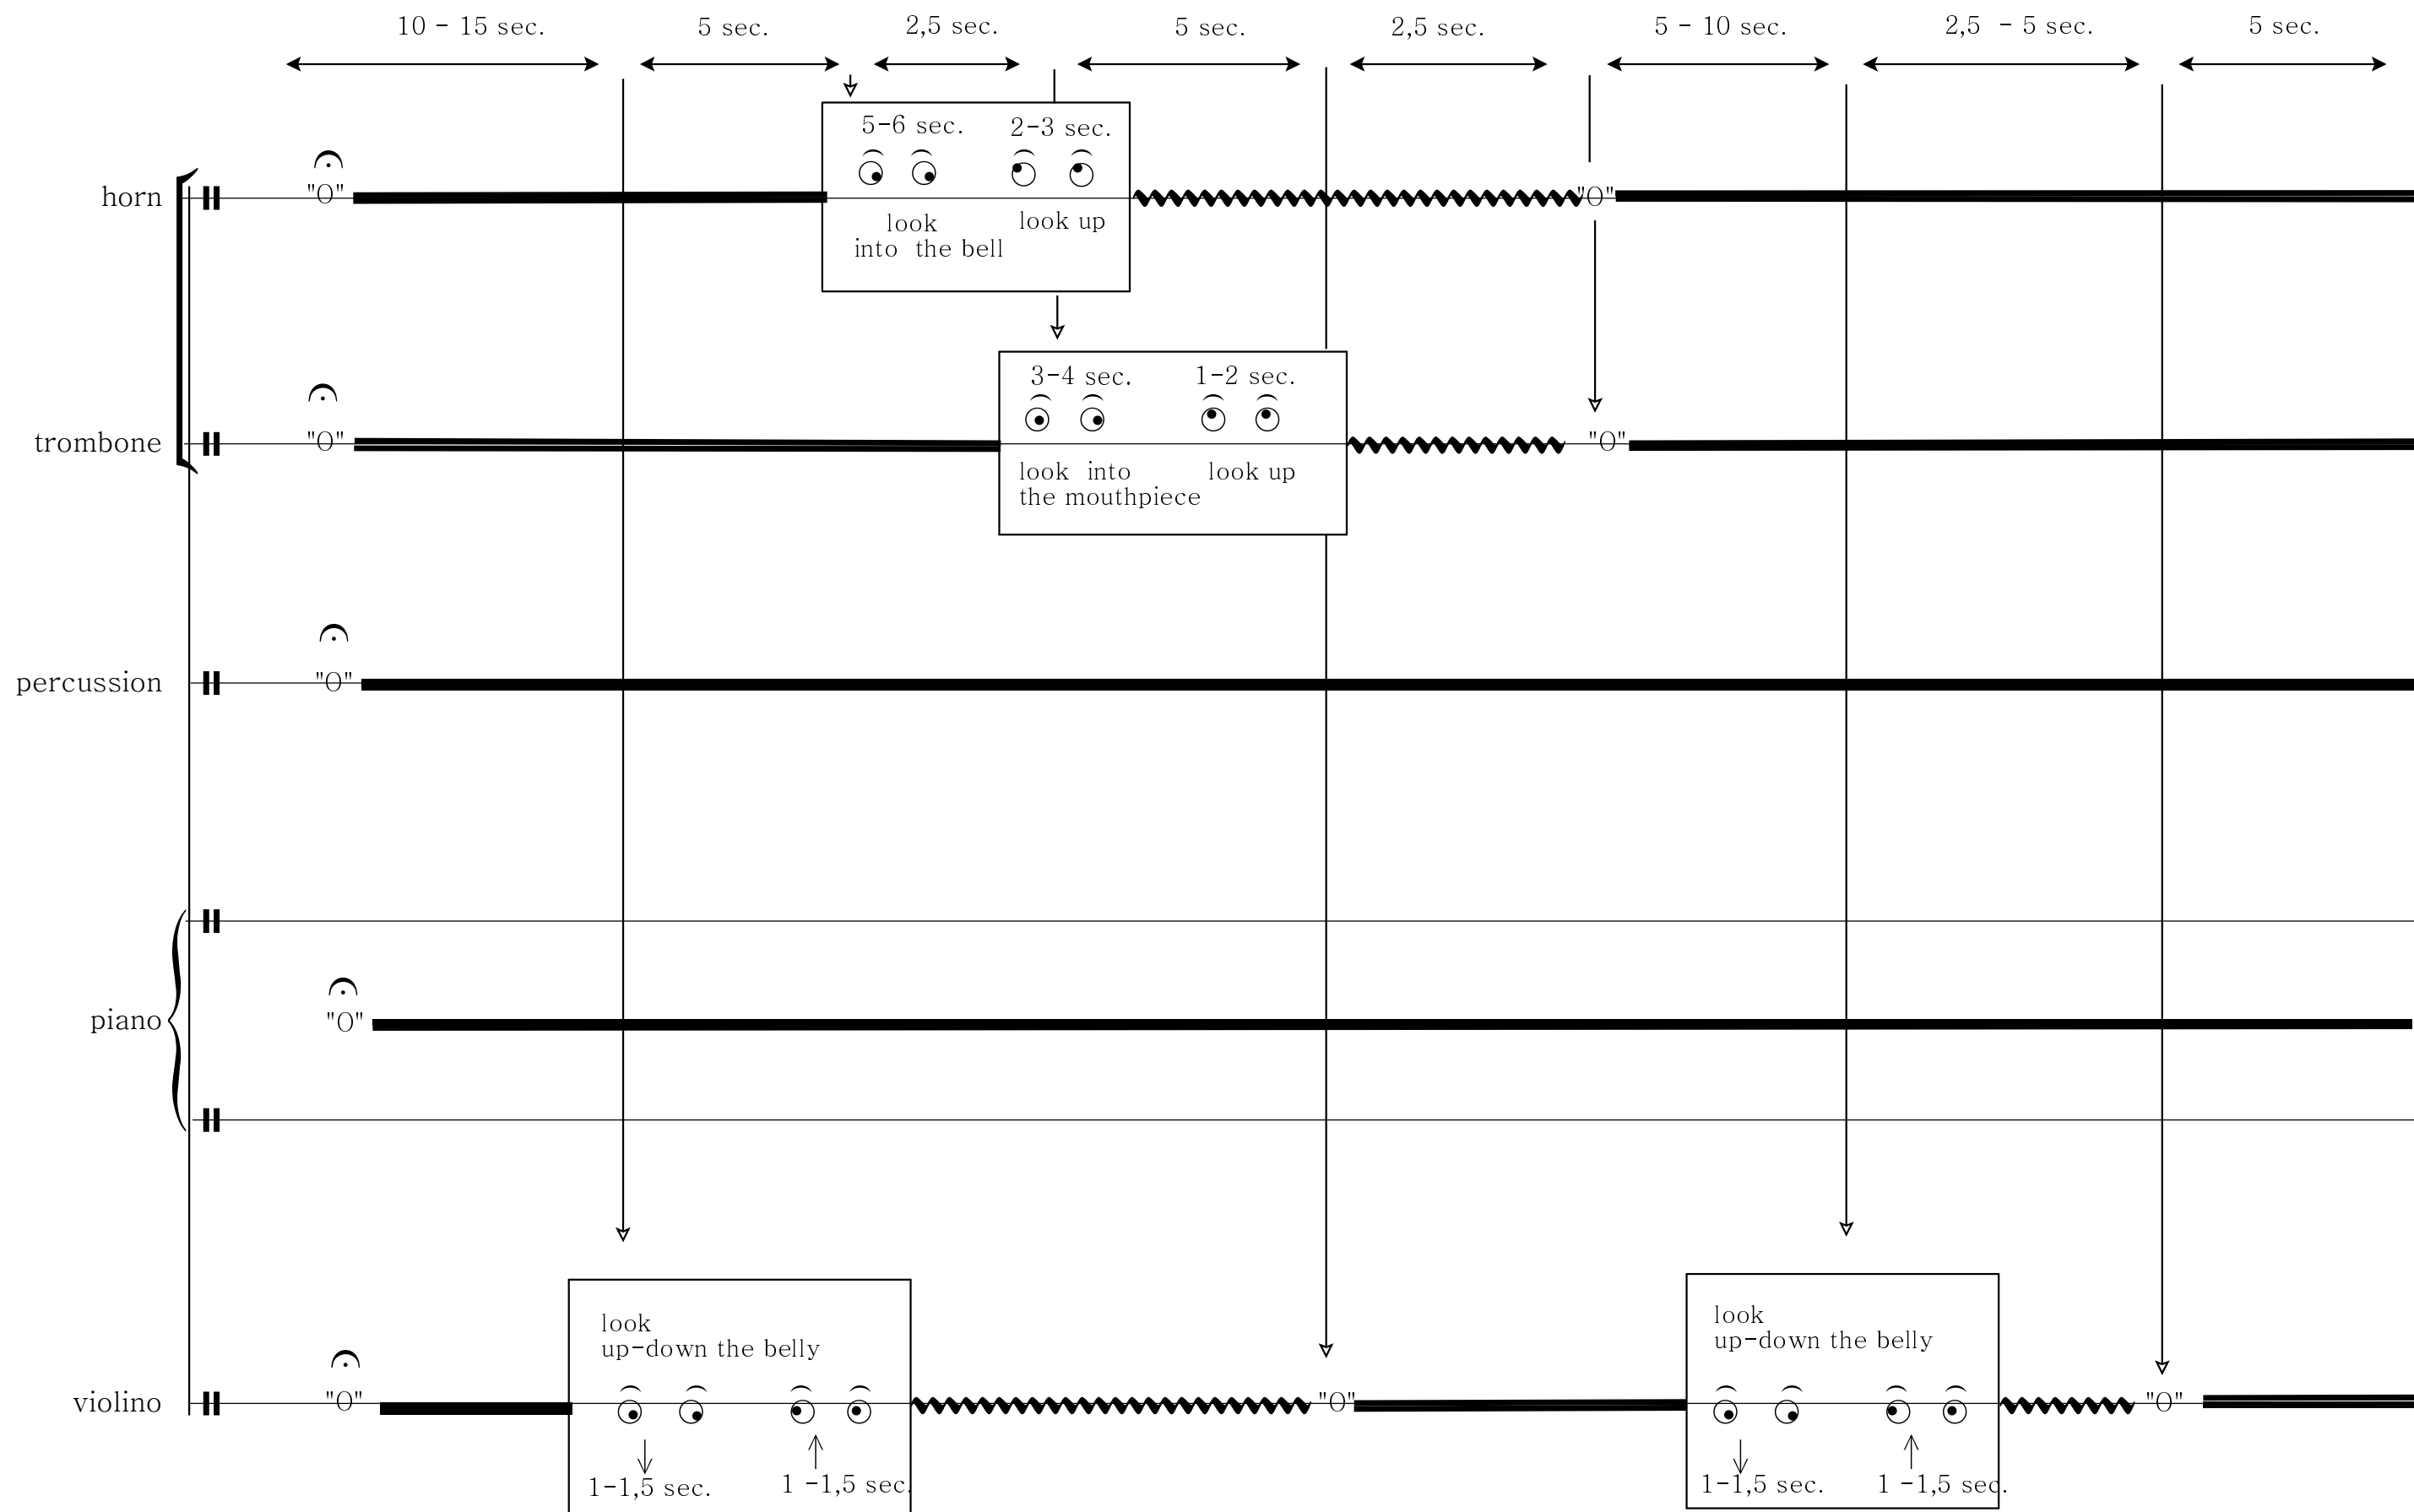 10 - 15 sec. 5 sec. 2,5 sec. 5 sec. 2,5 sec. 5 - 10 sec. 2,5 - 5 sec. 5 sec.
5-6 sec. 2-3 sec.
horn "O" "O"
look look up
into the bell
3-4 sec. 1-2 sec.
trombone "O" "O"
look into look up
the mouthpiece
percussion "O"
piano "O"
look
up-down the belly
look
up-down the belly
violino "O" "O" "O"
1-1,5 sec. 1 -1,5 sec. 1-1,5 sec. 1 -1,5 sec.